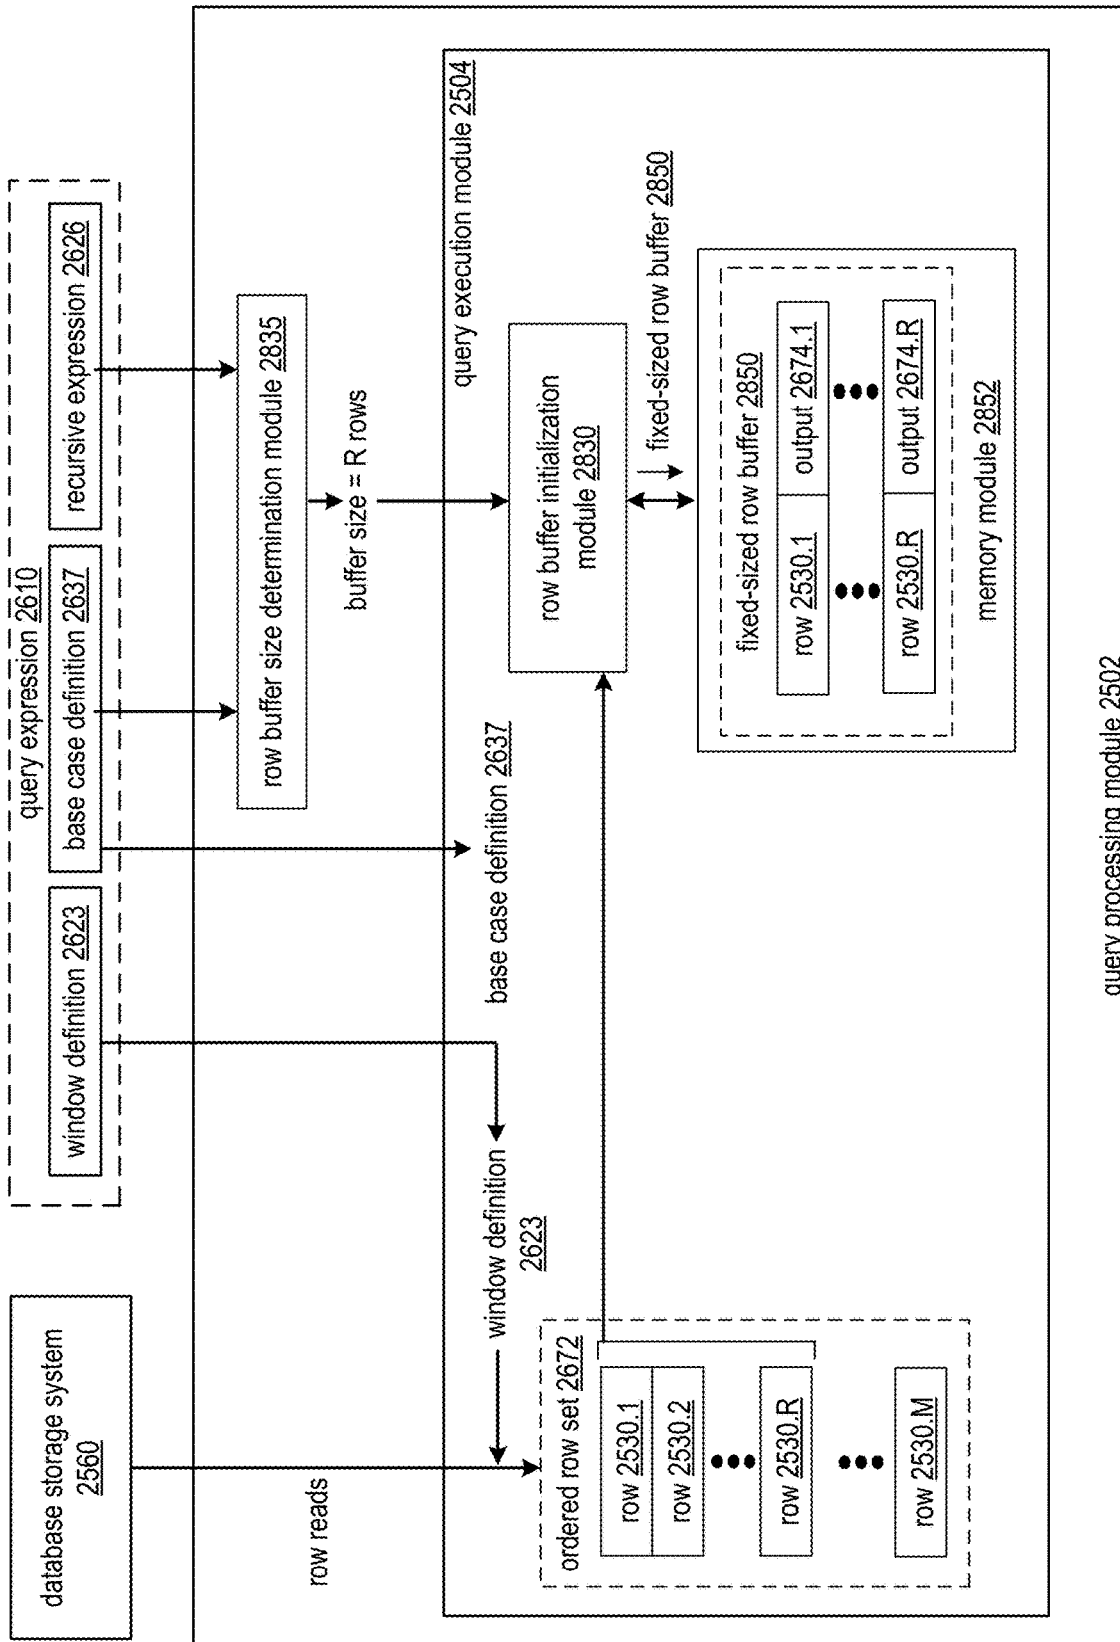 database storage system
2560
query expression 2610
window definition 2623
base case definition 2637
recursive expression 2626
row reads
row buffer size determination module 2835
buffer size = R rows
query execution module 2504
window definition
2623
base case definition 2637
row buffer initialization
module 2830
fixed-sized row buffer 2850
ordered row set 2672
row 2530.1
row 2530.2
row 2530.R
row 2530.M
fixed-sized row buffer 2850
row 2530.1
output 2674.1
row 2530.R
output 2674.R
memory module 2852
query processing module 2502